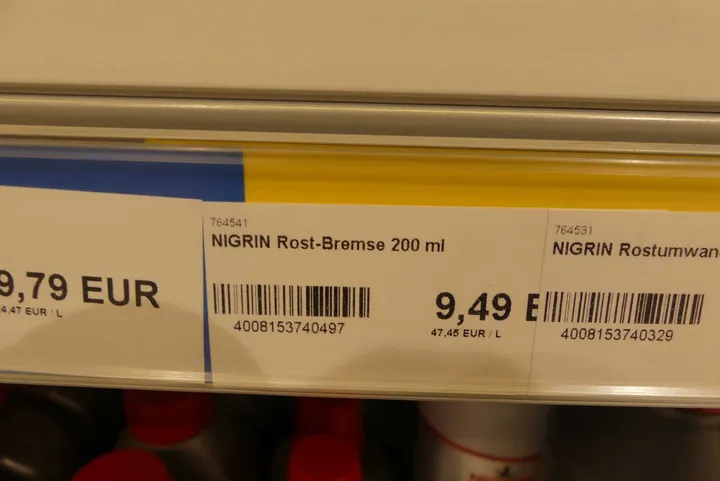 9,79 EUR
4,47 EUR / L
764541
NIGRIN Rost-Bremse 200 ml
4008153740497
9,49 E
47,45 EUR / L
764531
NIGRIN Rostumwan
4008153740329